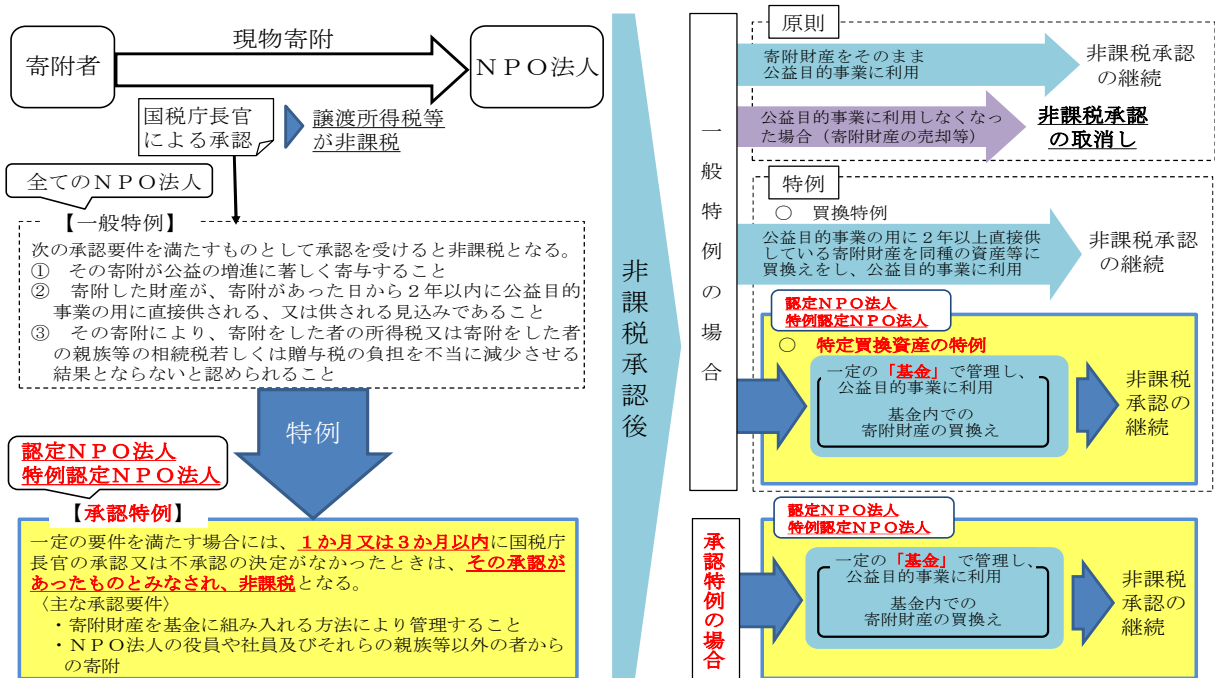 現物寄附
寄附者
ＮＰＯ法人
国税庁長官
による承認
譲渡所得税等
が非課税
全てのＮＰＯ法人
【一般特例】
次の承認要件を満たすものとして承認を受けると非課税となる。
①　その寄附が公益の増進に著しく寄与すること
②　寄附した財産が、寄附があった日から２年以内に公益目的
事業の用に直接供される、又は供される見込みであること
③　その寄附により、寄附をした者の所得税又は寄附をした者
の親族等の相続税若しくは贈与税の負担を不当に減少させる
結果とならないと認められること
特例
認定ＮＰＯ法人
特例認定ＮＰＯ法人
【承認特例】
一定の要件を満たす場合には、１か月又は３か月以内に国税庁
長官の承認又は不承認の決定がなかったときは、その承認が
あったものとみなされ、非課税となる。
〈主な承認要件〉
・寄附財産を基金に組み入れる方法により管理すること
・ＮＰＯ法人の役員や社員及びそれらの親族等以外の者から
の寄附
非課税承認後
一般特例の場合
原則
寄附財産をそのまま
公益目的事業に利用
非課税承認
の継続
公益目的事業に利用しなくなっ
た場合（寄附財産の売却等）
非課税承認
の取消し
特例
○　買換特例
公益目的事業の用に２年以上直接供
している寄附財産を同種の資産等に
買換えをし、公益目的事業に利用
非課税承認
の継続
認定ＮＰＯ法人
特例認定ＮＰＯ法人
○　特定買換資産の特例
一定の「基金」で管理し、
公益目的事業に利用
基金内での
寄附財産の買換え
非課税
承認の
継続
承認特例の場合
認定ＮＰＯ法人
特例認定ＮＰＯ法人
一定の「基金」で管理し、
公益目的事業に利用
基金内での
寄附財産の買換え
非課税
承認の
継続